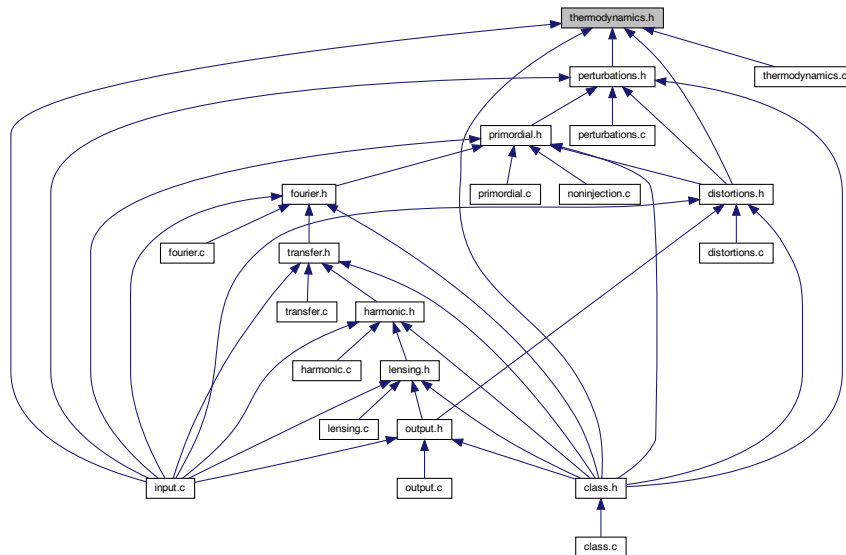 thermodynamics.h
perturbations.h
thermodynamics.c
primordial.h
perturbations.c
fourier.h
primordial.c
noninjection.c
distortions.h
fourier.c
transfer.h
distortions.c
transfer.c
harmonic.h
harmonic.c
lensing.h
lensing.c
output.h
input.c
output.c
class.h
class.c